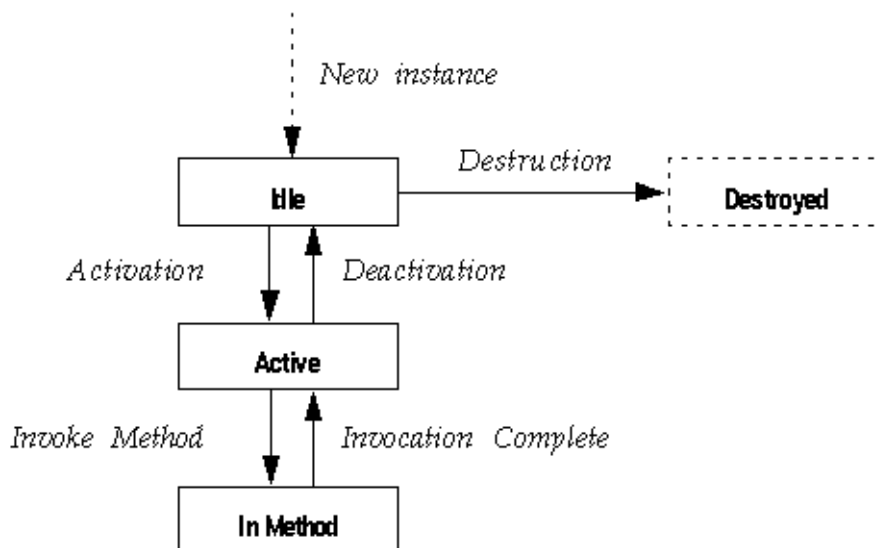 New instance
Destruction
Idle
Destroyed
Activation
Deactivation
Active
Invoke Method
Invocation Complete
In Method